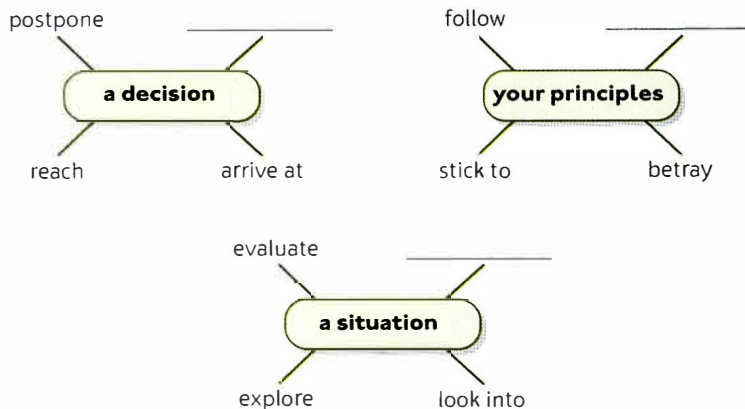 postpone
a decision
reach arrive at
follow
your principles
stick to betray
evaluate
a situation
explore look into